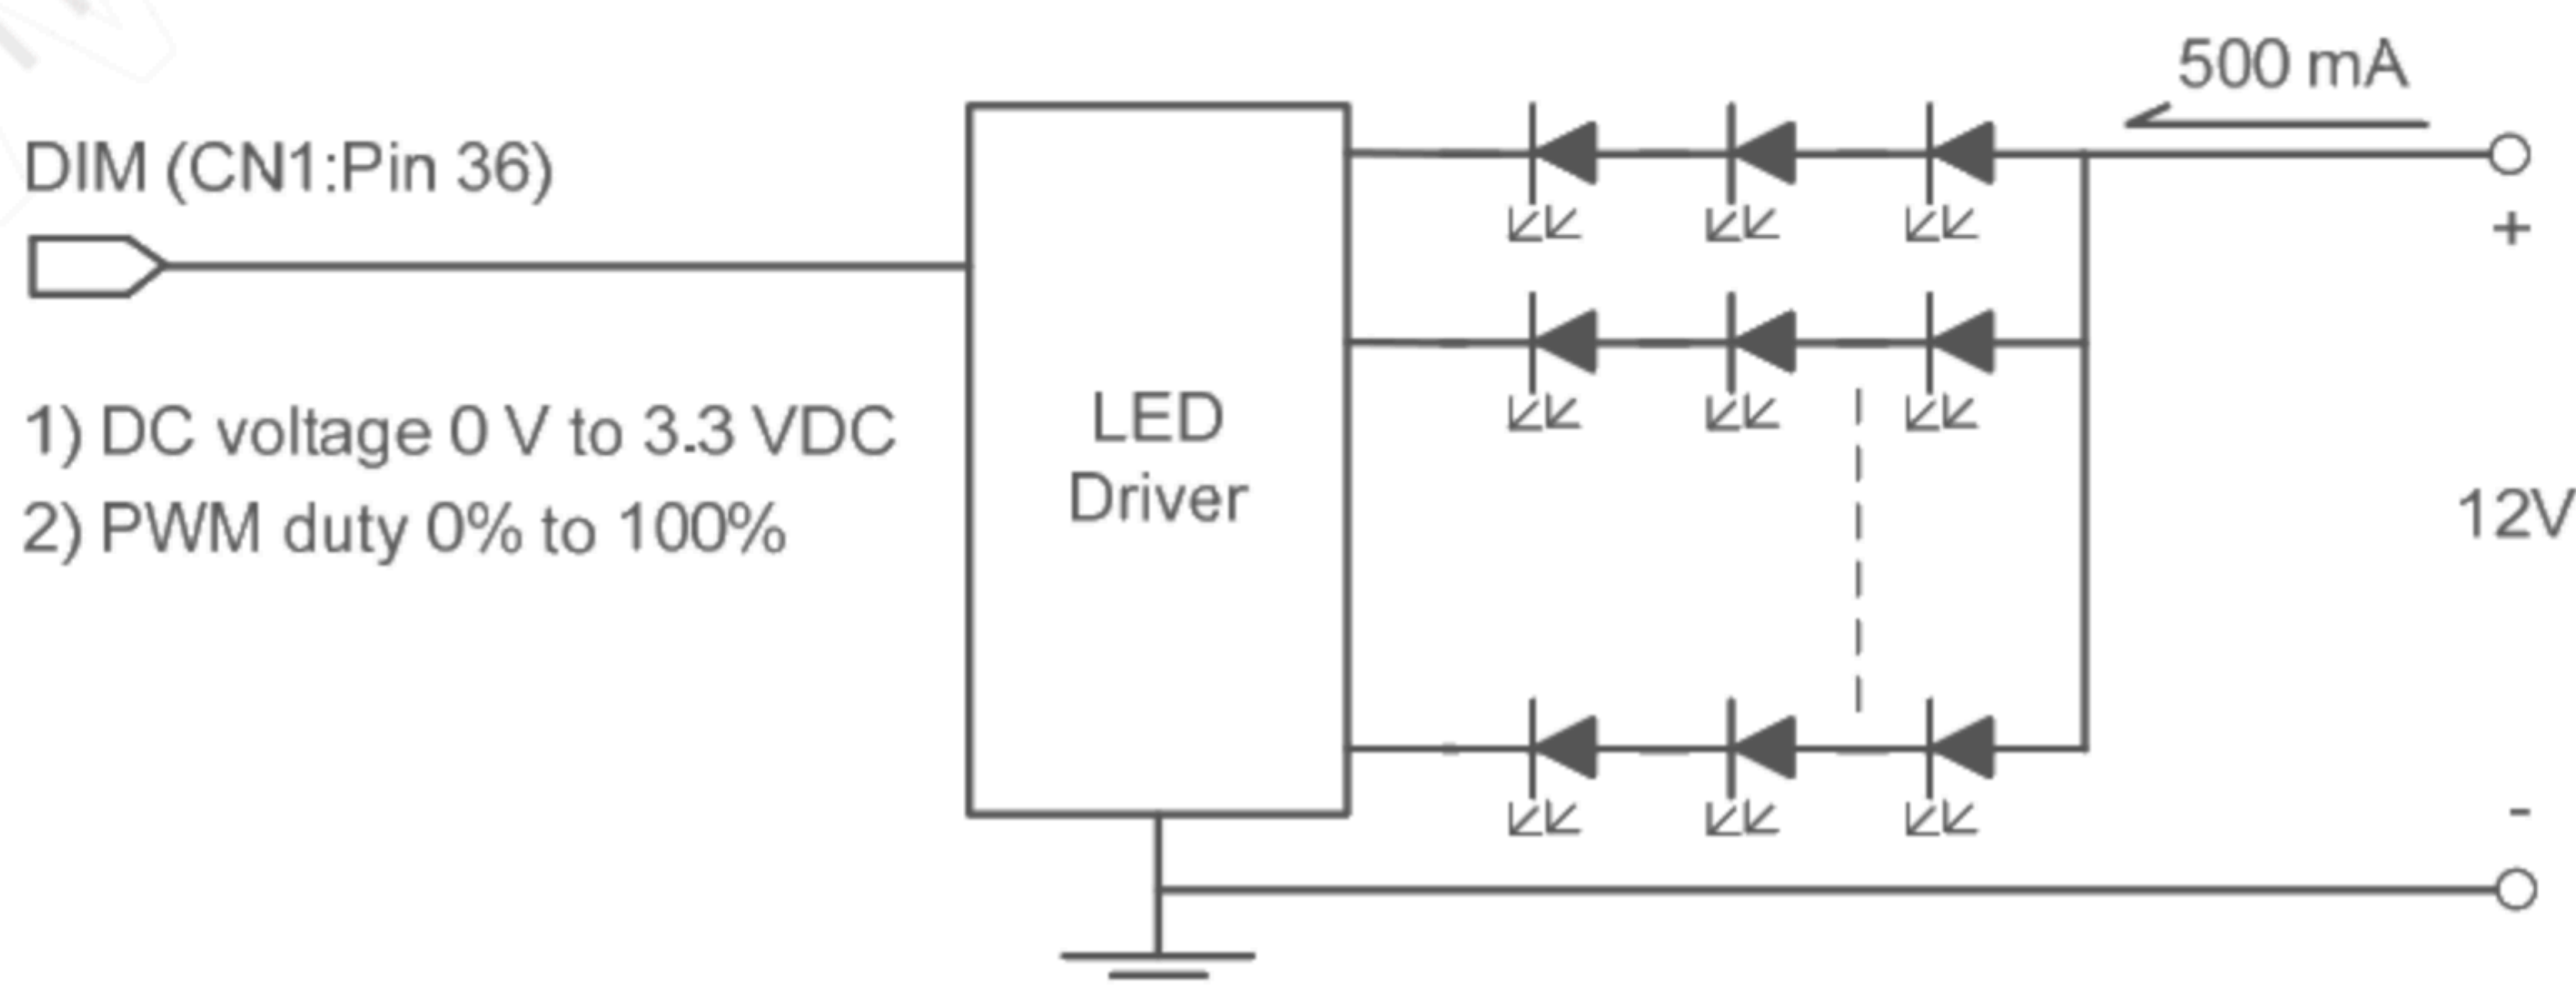 500 mA
DIM (CN1:Pin 36)
+
1) DC voltage 0 V to 3.3 VDC
2) PWM duty 0% to 100%
LED
Driver
12V
-